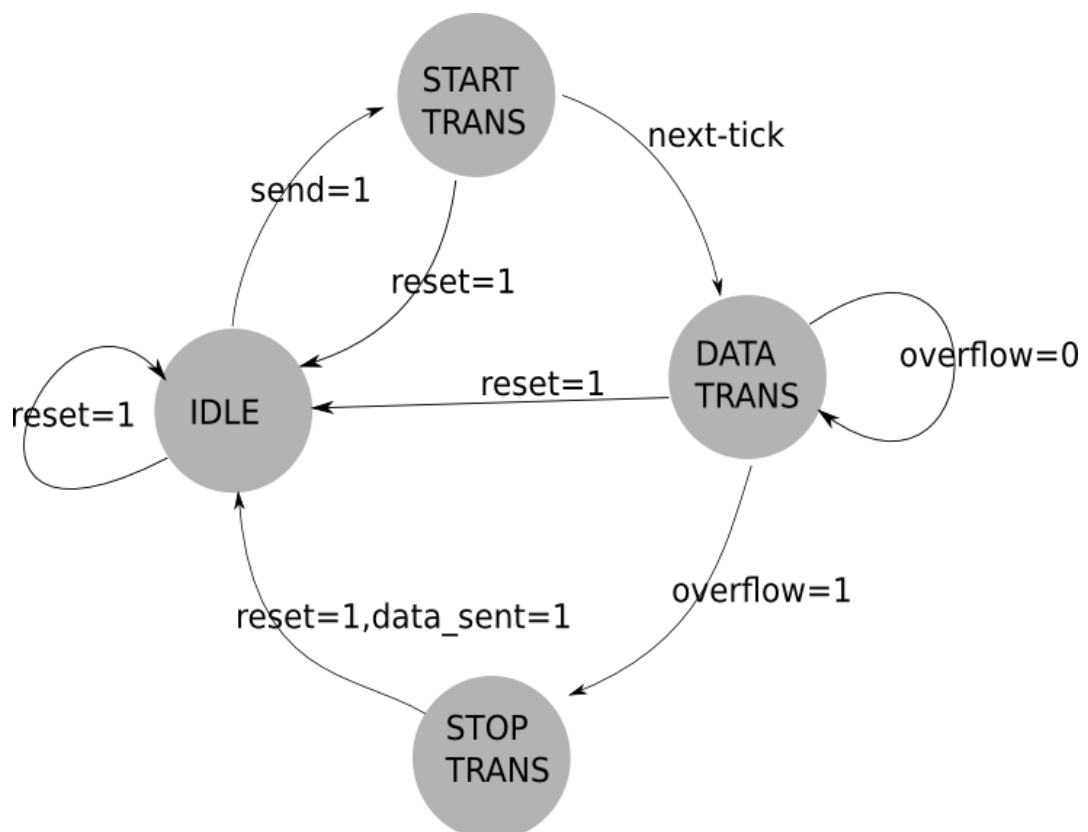 START
TRANS
next-tick
send=1
reset=1
DATA
TRANS
overflow=0
reset=1
IDLE
reset=1
overflow=1
reset=1,data_sent=1
STOP
TRANS